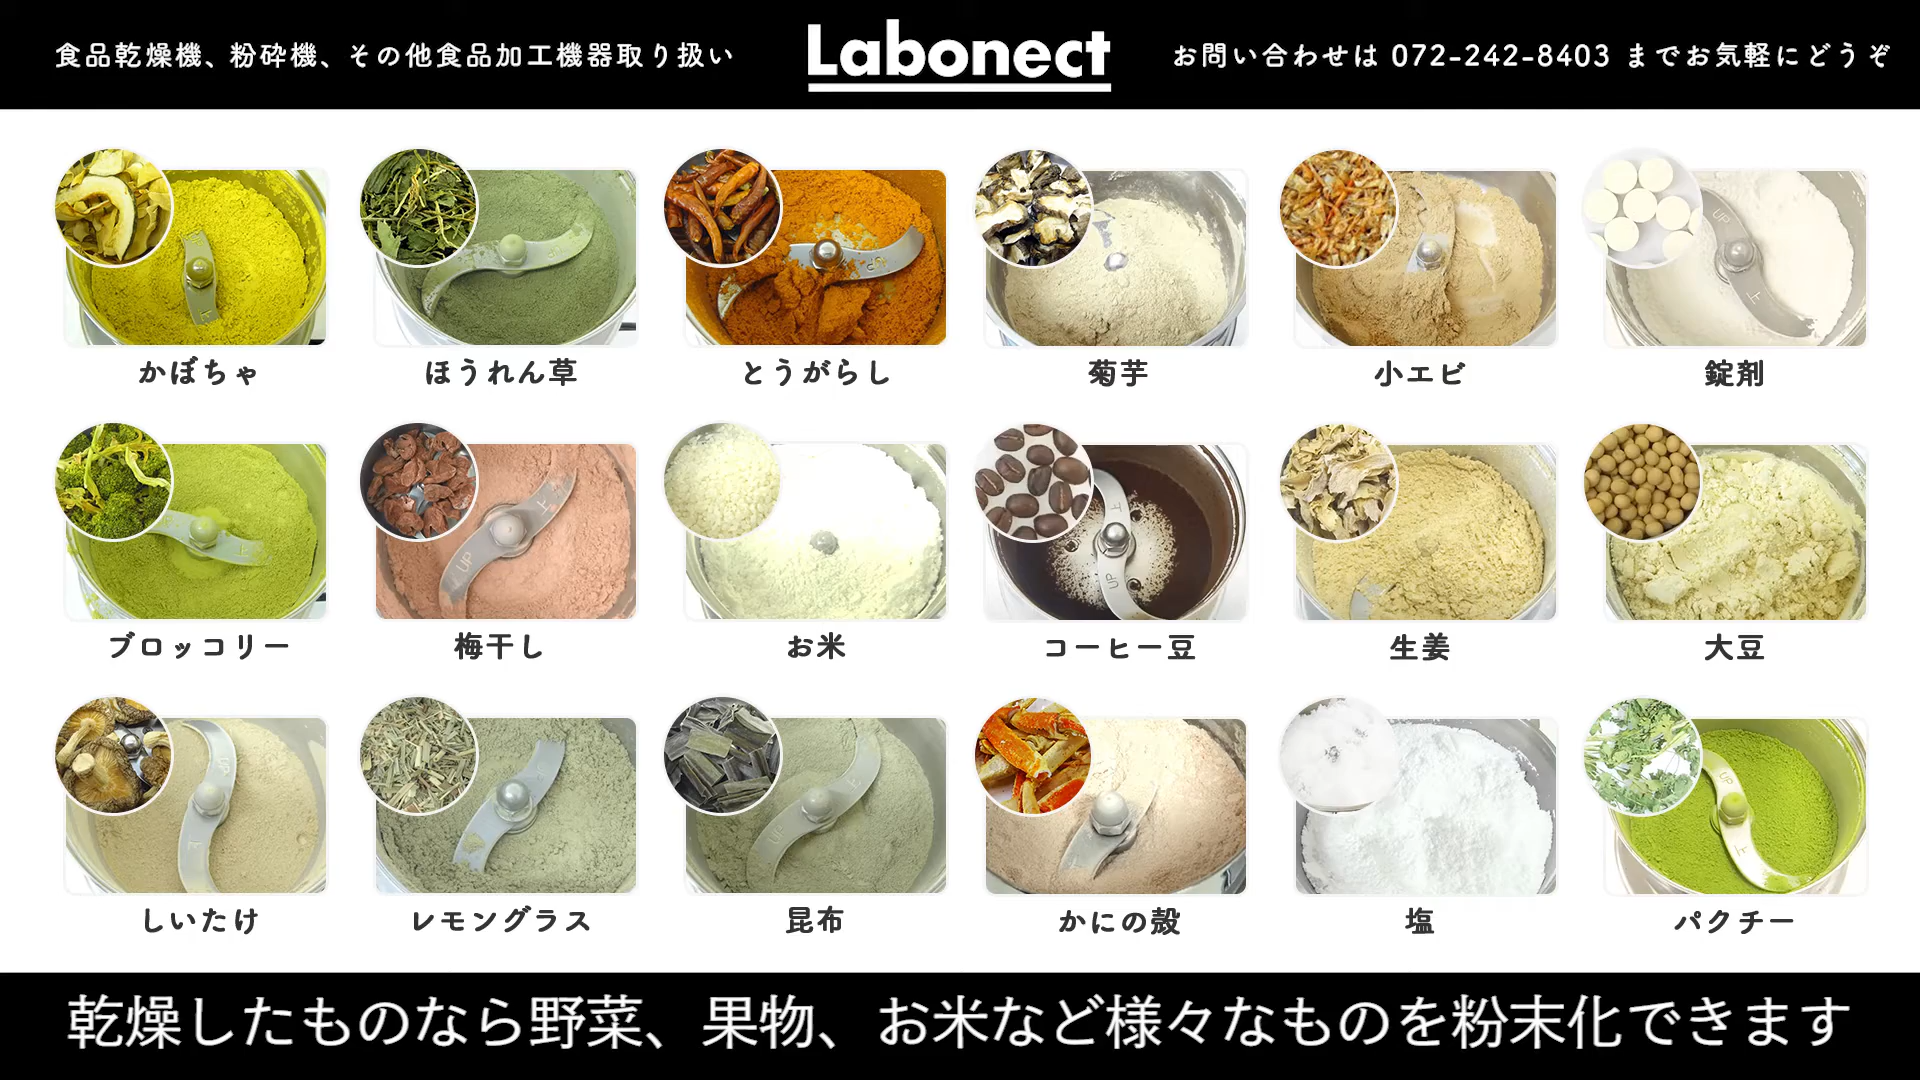 食品乾燥機、粉砕機、その他食品加工機器取り扱い
Labonect
お問い合わせは 072-242-8403 までお気軽にどうぞ
かぼちゃ
ほうれん草
とうがらし
菊芋
小エビ
錠剤
ブロッコリー
梅干し
お米
コーヒー豆
生姜
大豆
しいたけ
レモングラス
昆布
かにの殻
塩
パクチー
乾燥したものなら野菜、果物、お米など様々なものを粉末化できます